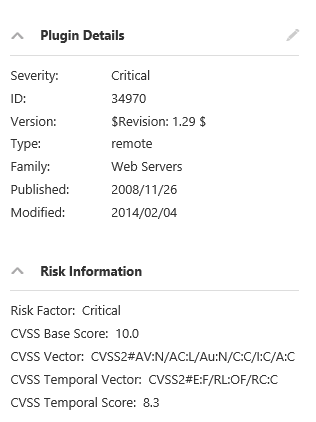 Plugin Details
Severity: Critical
ID: 34970
Version: $Revision: 1.29 $
Type: remote
Family: Web Servers
Published: 2008/11/26
Modified: 2014/02/04
Risk Information
Risk Factor: Critical
CVSS Base Score: 10.0
CVSS Vector: CVSS2#AV:N/AC:L/Au:N/C:C/I:C/A:C
CVSS Temporal Vector: CVSS2#E:F/RL:OF/RC:C
CVSS Temporal Score: 8.3